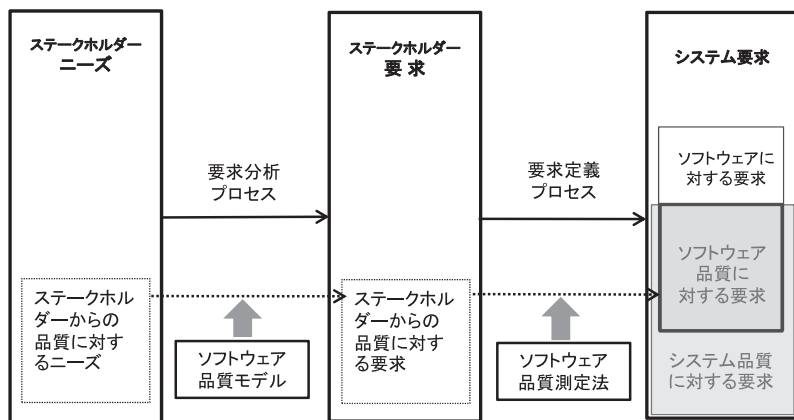 ステークホルダー
ニーズ
ステークホルダー
要 求
システム要求
要求分析
プロセス
要求定義
プロセス
ソフトウェアに
対する要求
ソフトウェア
品質に
対する要求
ステークホル
ダーからの
品質に対す
るニーズ
ソフトウェア
品質モデル
ステークホル
ダーからの
品質に対す
る要求
ソフトウェア
品質測定法
システム品質
に対する要求